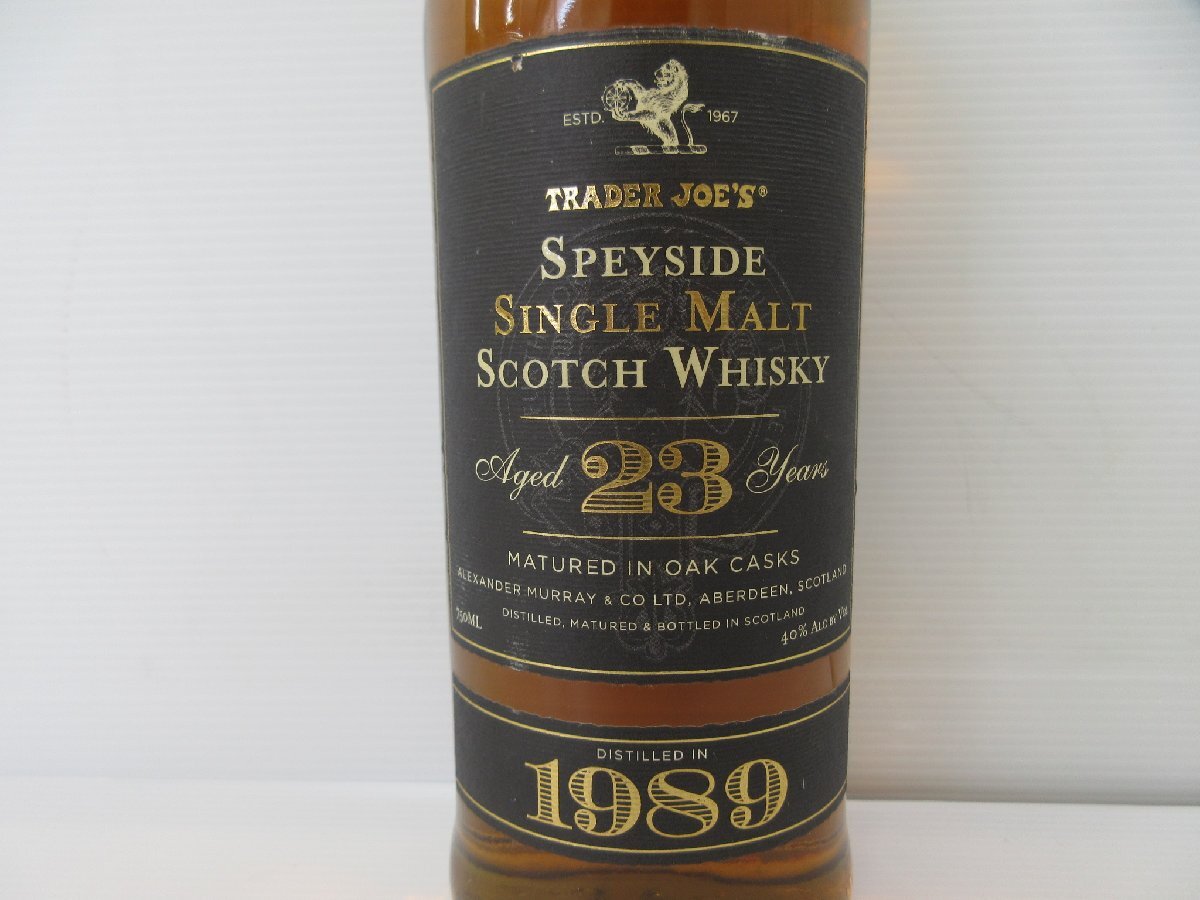 ESTD. 1967
TRADER JOE'S®
SPEYSIDE
SINGLE MALT
SCOTCH WHISKY
Aged 23 Years
MATURED IN OAK CASKS
ALEXANDER MURRAY & CO LTD, ABERDEEN, SCOTLAND
DISTILLED, MATURED & BOTTLED IN SCOTLAND
750ML 40% ALC BY VOL
DISTILLED IN
1989